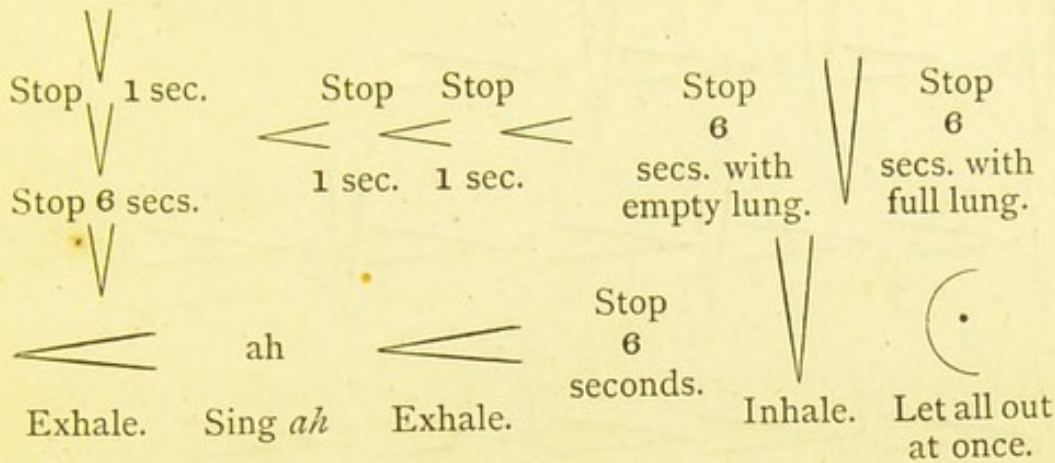 Stop 1 sec.
Stop 6 secs.
Stop Stop
1 sec. 1 sec.
Stop
6
secs. with
empty lung.
Stop
6
secs. with
full lung.
ah
Stop
6
seconds.
Exhale. Sing ah Exhale. Inhale. Let all out
at once.